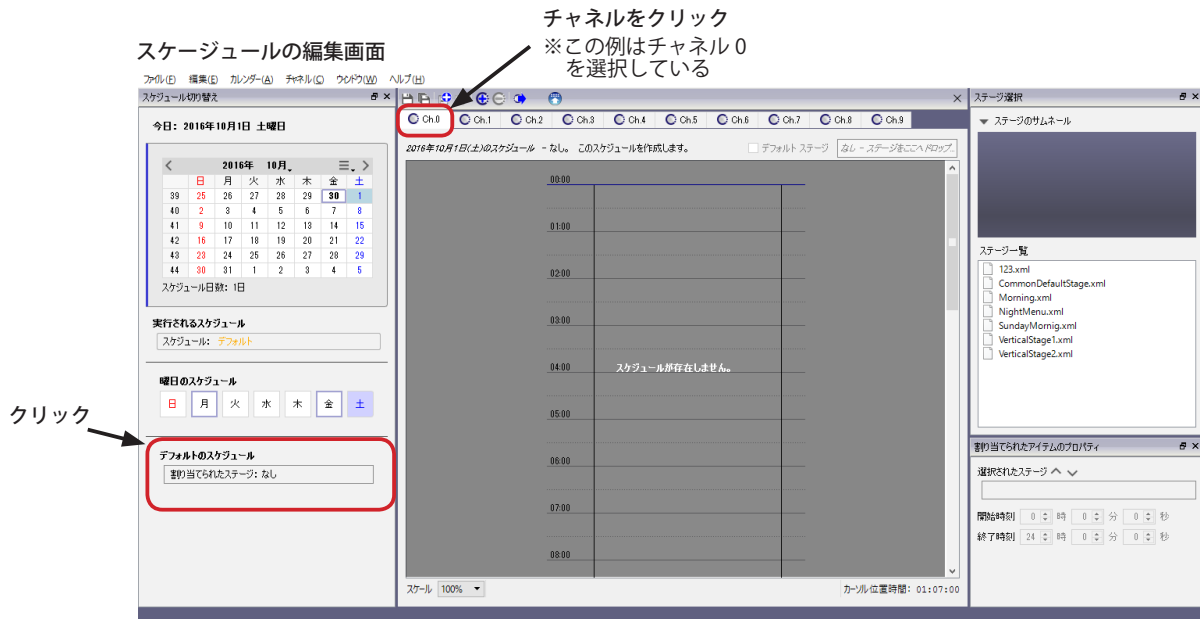 チャネルをクリック
※この例はチャネル 0
を選択している
スケージュールの編集画面
クリック
ファイル(F) 編集(E) カレンダー(A) チャネル(C) ウィンドウ(W) ヘルプ(H)
スケジュール切り替え
今日: 2016年10月1日 土曜日
2016年 10月
日 月 火 水 木 金 土
39 25 26 27 28 29 30 1
40 2 3 4 5 6 7 8
41 9 10 11 12 13 14 15
42 16 17 18 19 20 21 22
43 23 24 25 26 27 28 29
44 30 31 1 2 3 4 5
スケジュール日数: 1日
実行されるスケジュール
スケジュール: デフォルト
曜日のスケジュール
日 月 火 水 木 金 土
デフォルトのスケジュール
割り当てられたステージ: なし
Ch.0 Ch.1 Ch.2 Ch.3 Ch.4 Ch.5 Ch.6 Ch.7 Ch.8 Ch.9
2016年10月1日(土)のスケジュール - なし。 このスケジュールを作成します。 デフォルト ステージ なし - ステージをここへドロップ..
00:00
01:00
02:00
03:00
04:00 スケジュールが存在しません。
05:00
06:00
07:00
08:00
スケール 100% カーソル位置時間: 01:07:00
ステージ選択
ステージのサムネール
ステージ一覧
123.xml
CommonDefaultStage.xml
Morning.xml
NightMenu.xml
SundayMornig.xml
VerticalStage1.xml
VerticalStage2.xml
割り当てられたアイテムのプロパティ
選択されたステージ
開始時刻 0 時 0 分 0 秒
終了時刻 24 時 0 分 0 秒